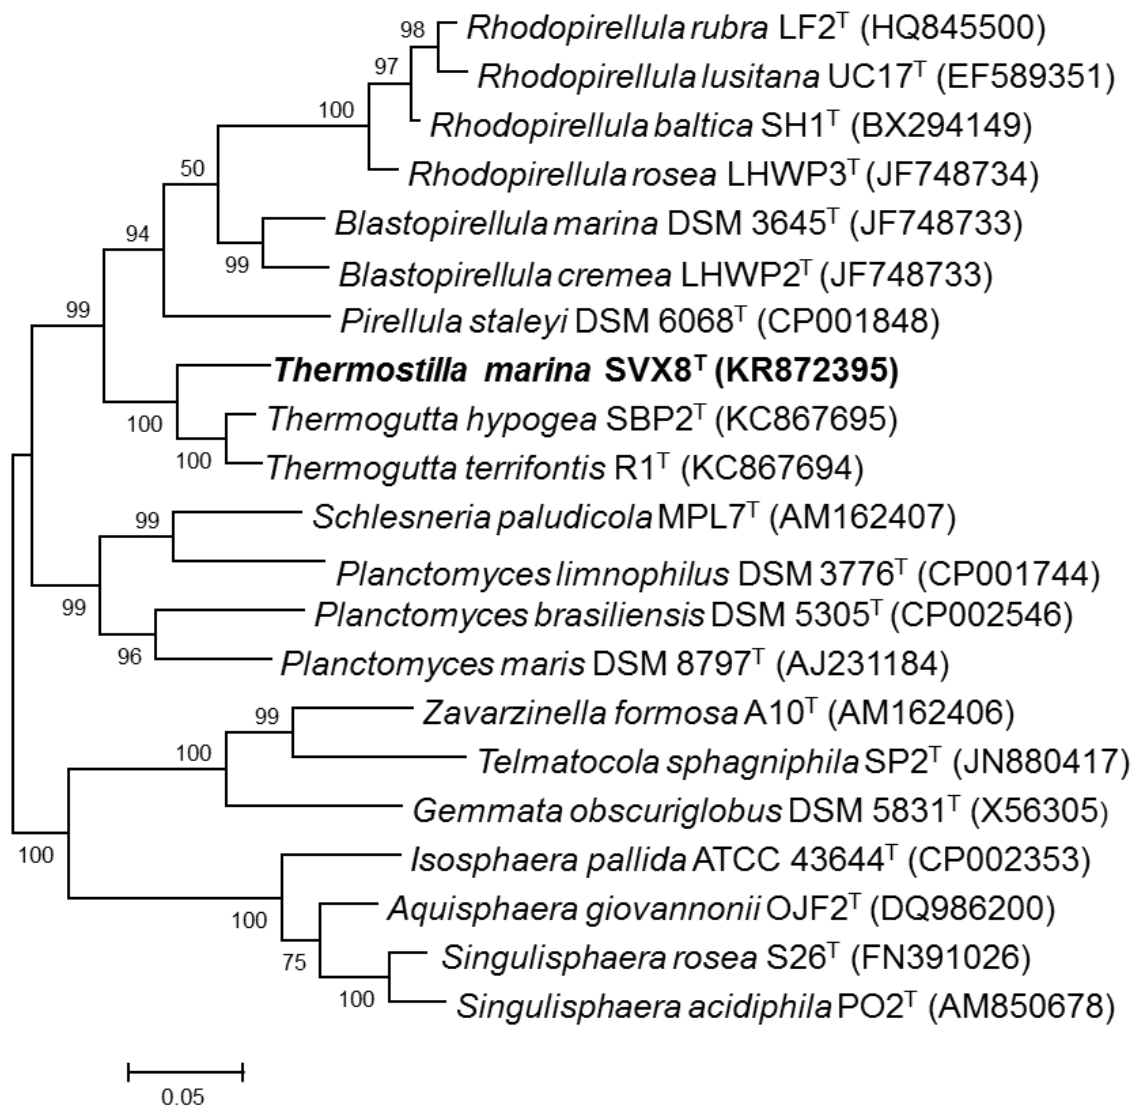 98
Rhodopirellula rubra LF2ᵀ (HQ845500)
97
Rhodopirellula lusitana UC17ᵀ (EF589351)
100
Rhodopirellula baltica SH1ᵀ (BX294149)
50
Rhodopirellula rosea LHWP3ᵀ (JF748734)
94
Blastopirellula marina DSM 3645ᵀ (JF748733)
99
Blastopirellula cremea LHWP2ᵀ (JF748733)
99
Pirellula staleyi DSM 6068ᵀ (CP001848)
Thermostilla marina SVX8ᵀ (KR872395)
100
Thermogutta hypogea SBP2ᵀ (KC867695)
100
Thermogutta terrifontis R1ᵀ (KC867694)
99
Schlesneria paludicola MPL7ᵀ (AM162407)
Planctomyces limnophilus DSM 3776ᵀ (CP001744)
99
Planctomyces brasiliensis DSM 5305ᵀ (CP002546)
96
Planctomyces maris DSM 8797ᵀ (AJ231184)
99
Zavarzinella formosa A10ᵀ (AM162406)
100
Telmatocola sphagniphila SP2ᵀ (JN880417)
Gemmata obscuriglobus DSM 5831ᵀ (X56305)
100
Isosphaera pallida ATCC 43644ᵀ (CP002353)
100
Aquisphaera giovannonii OJF2ᵀ (DQ986200)
75
Singulisphaera rosea S26ᵀ (FN391026)
100
Singulisphaera acidiphila PO2ᵀ (AM850678)
0.05